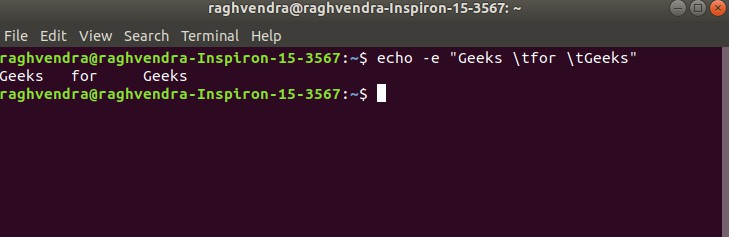 raghvendra@raghvendra-Inspiron-15-3567: ~
File Edit View Search Terminal Help
raghvendra@raghvendra-Inspiron-15-3567:~$ echo -e "Geeks \tfor \tGeeks"
Geeks   for     Geeks
raghvendra@raghvendra-Inspiron-15-3567:~$